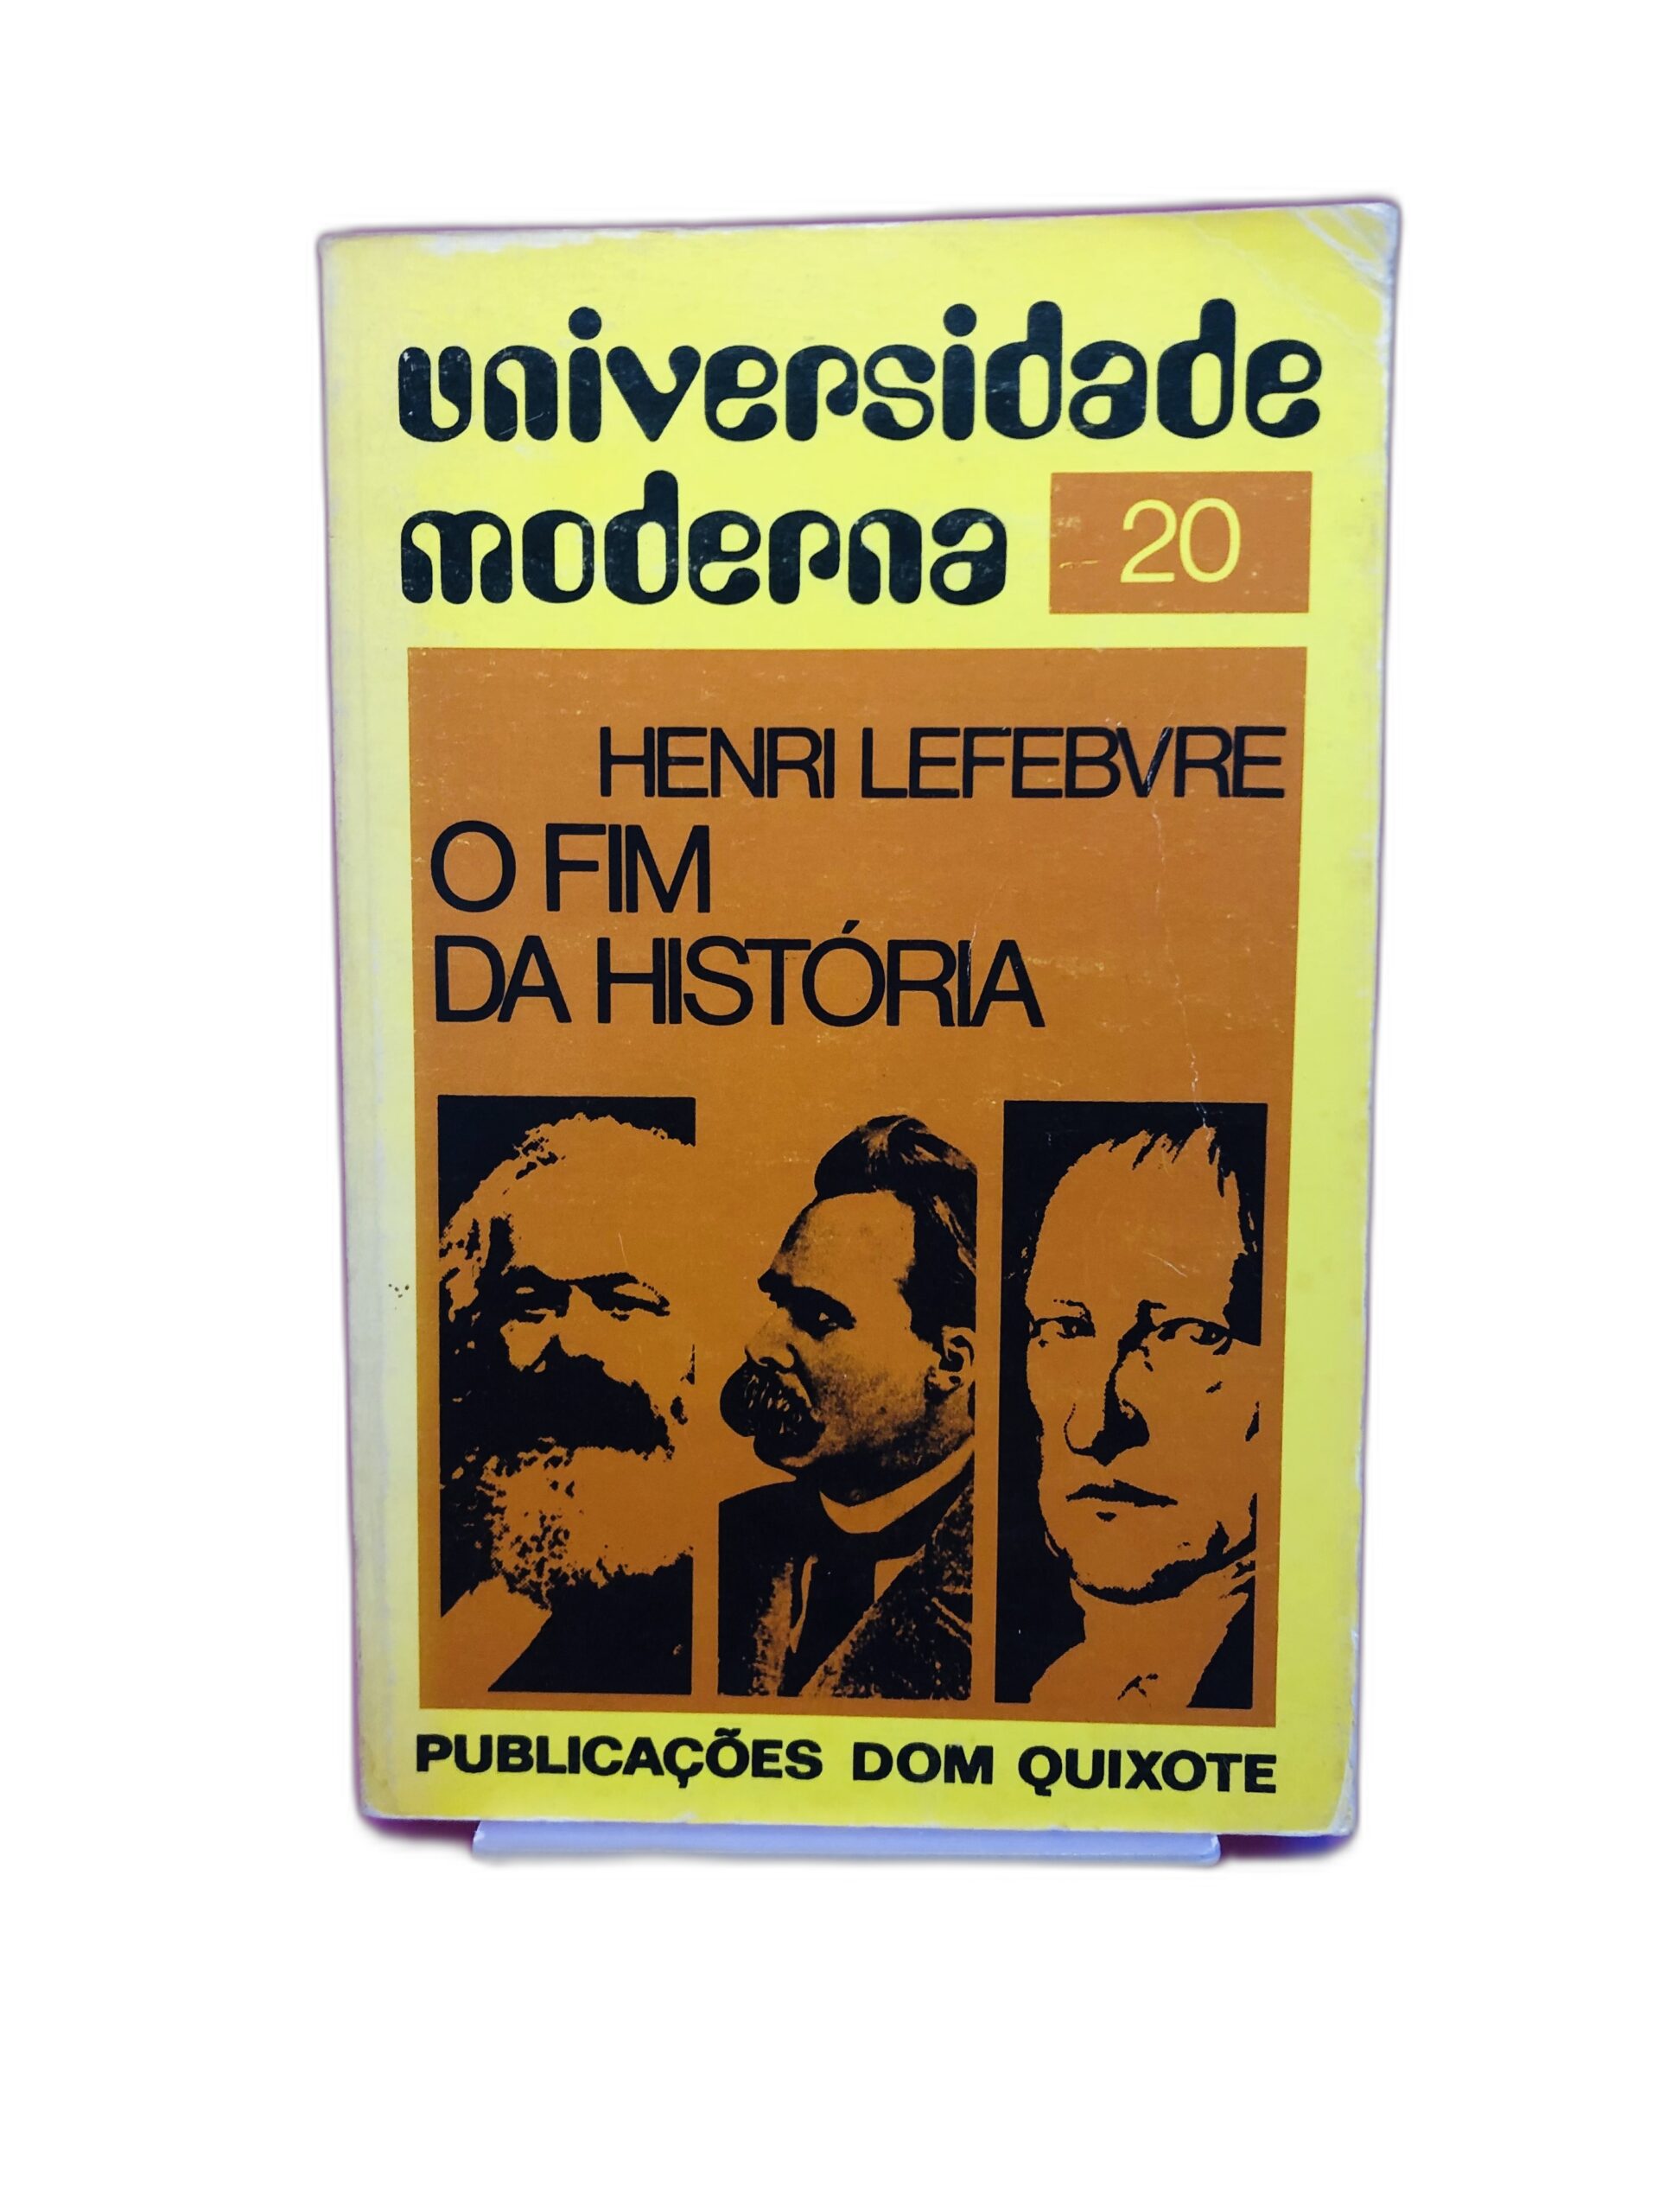 universidade
moderna 20
HENRI LEFEBVRE
O FIM
DA HISTÓRIA
PUBLICAÇÕES DOM QUIXOTE